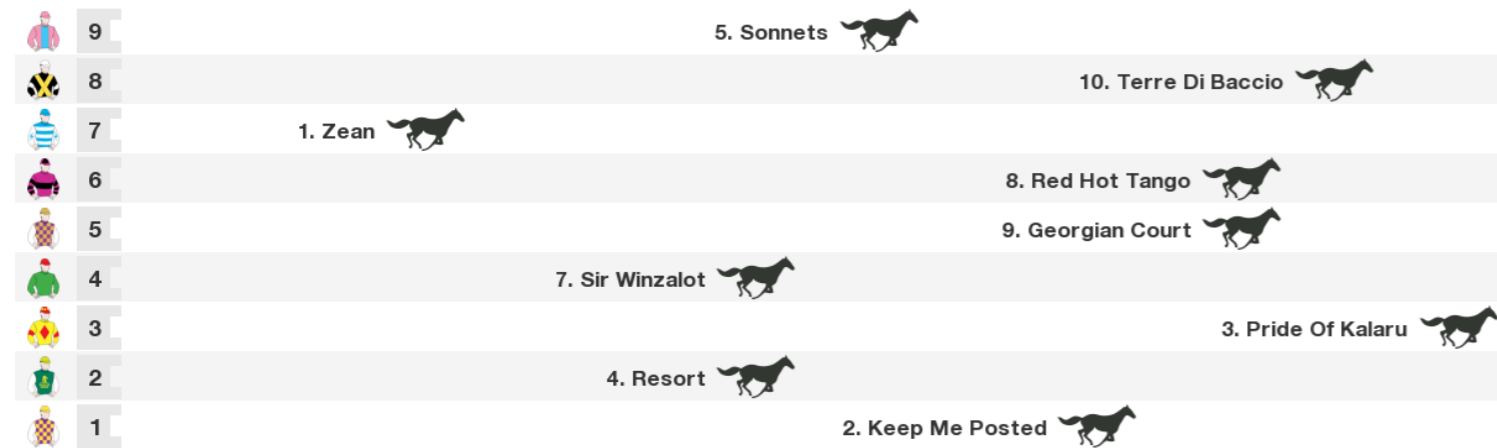 9 5. Sonnets
8 10. Terre Di Baccio
7 1. Zean
6 8. Red Hot Tango
5 9. Georgian Court
4 7. Sir Winzalot
3 3. Pride Of Kalaru
2 4. Resort
1 2. Keep Me Posted